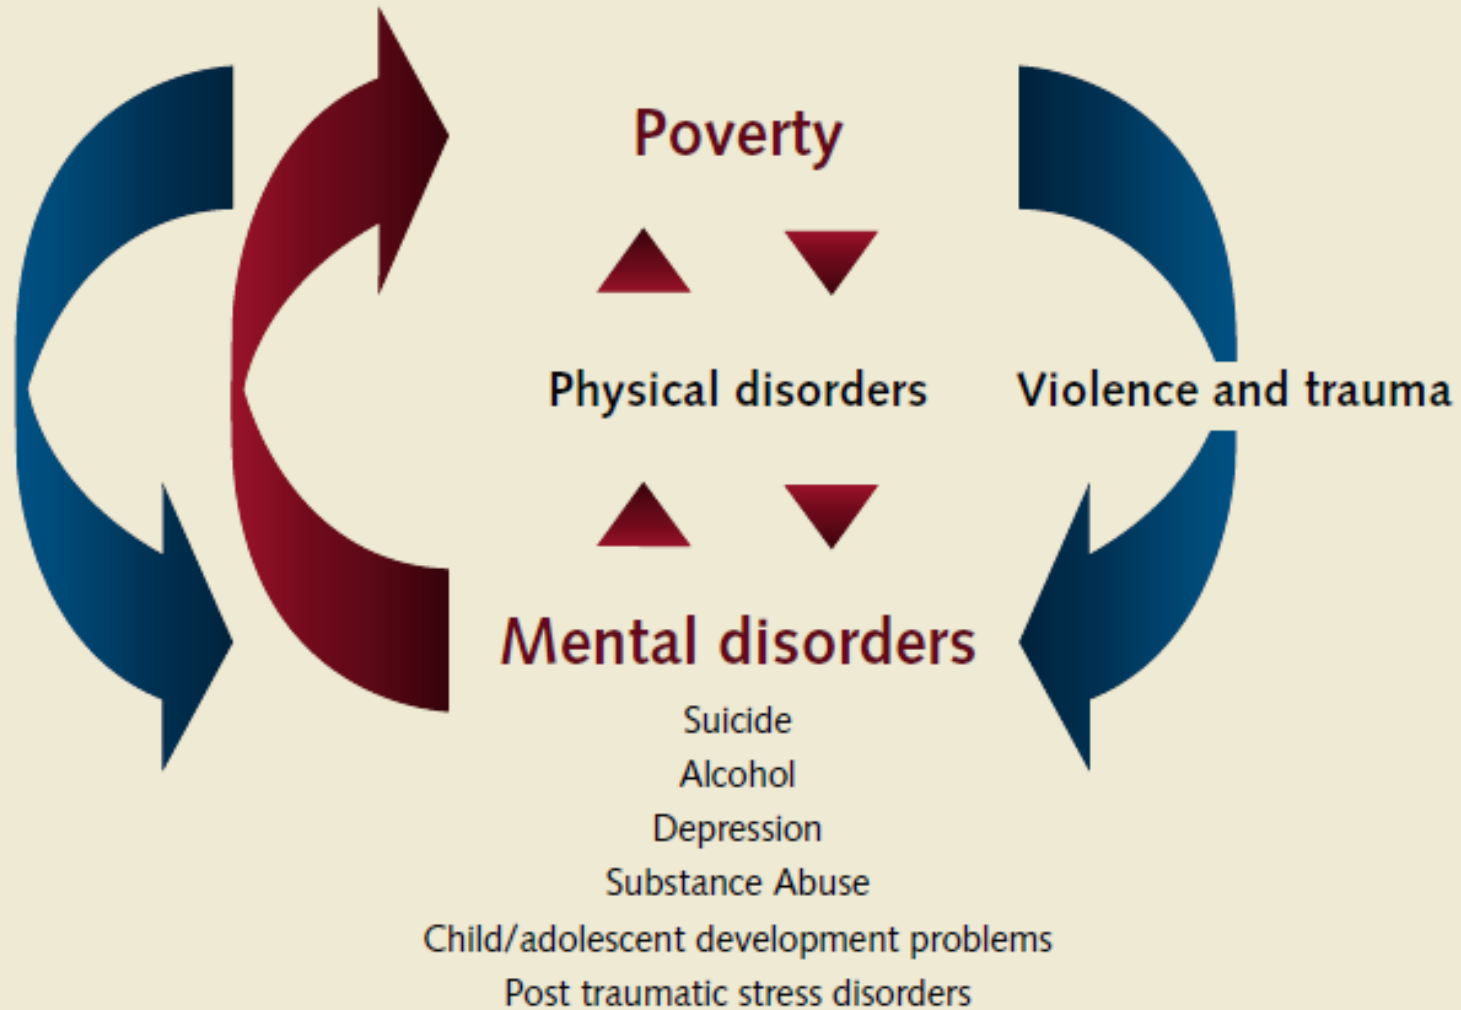 Poverty
Physical disorders
Violence and trauma
Mental disorders
Suicide
Alcohol
Depression
Substance Abuse
Child/adolescent development problems
Post traumatic stress disorders